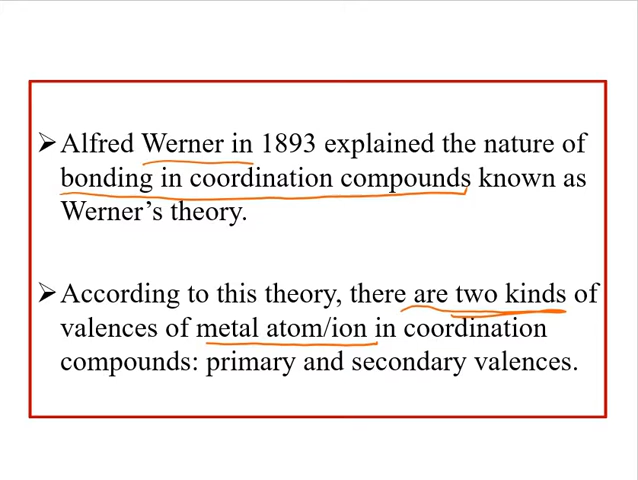 ➢ Alfred Werner in 1893 explained the nature of
bonding in coordination compounds known as
Werner’s theory.
➢ According to this theory, there are two kinds of
valences of metal atom/ion in coordination
compounds: primary and secondary valences.